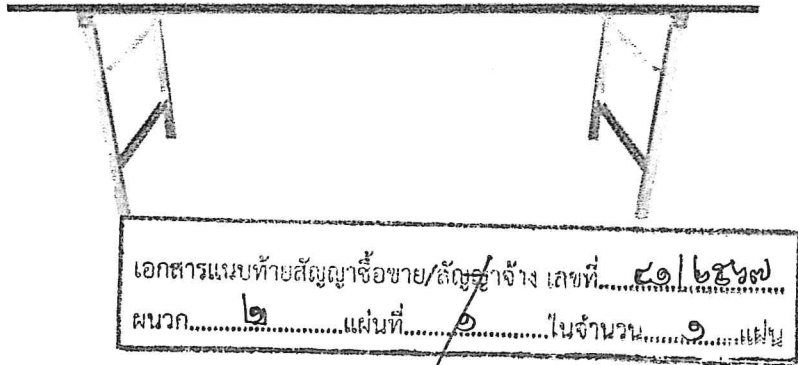 เอกสารแนบท้ายสัญญาซื้อขาย/สัญญาจ้าง เลขที่....๔๑/๒๕๖๗
ผนวก.....๒.....แผ่นที่.....๑.....ในจำนวน.....๑.....แผ่น